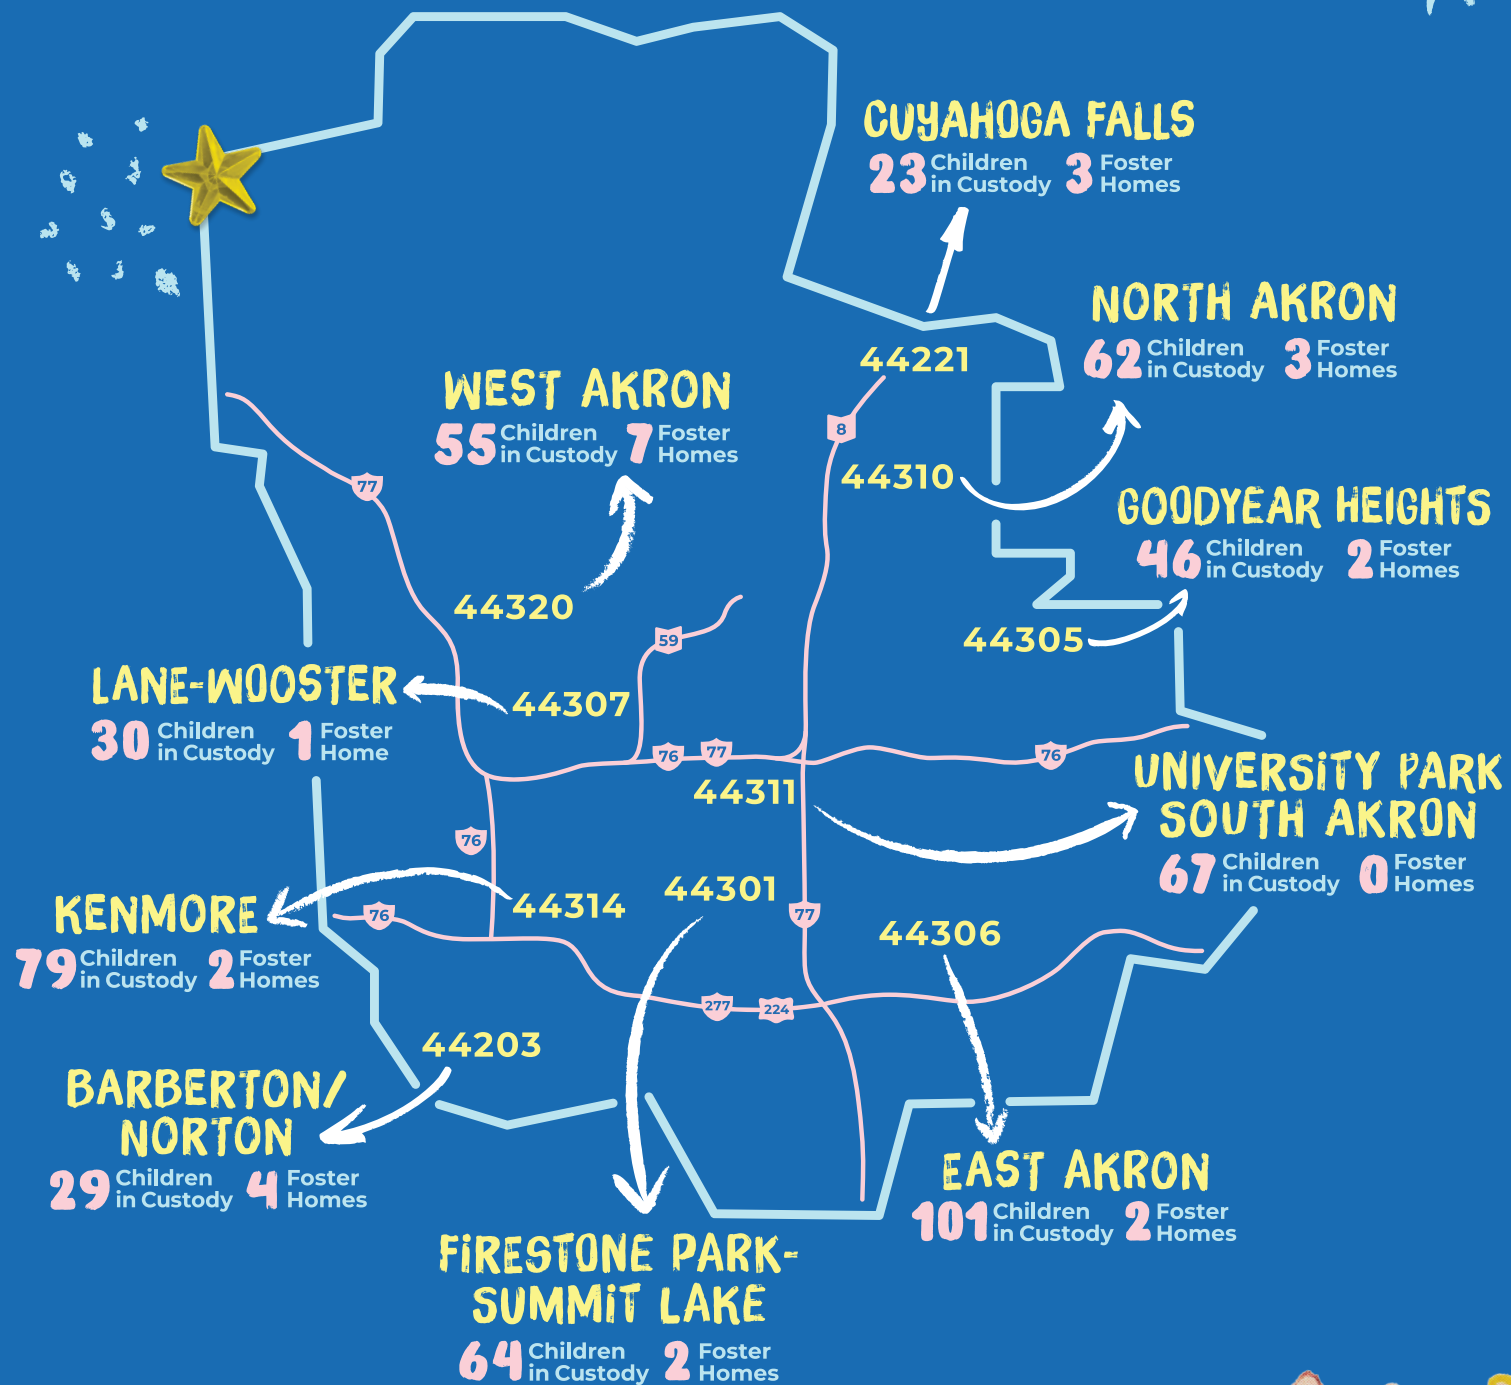 CUYAHOGA FALLS
23 Children in Custody 3 Foster Homes
44221
NORTH AKRON
62 Children in Custody 3 Foster Homes
44310
WEST AKRON
55 Children in Custody 7 Foster Homes
44320
GOODYEAR HEIGHTS
46 Children in Custody 2 Foster Homes
44305
LANE-WOOSTER
30 Children in Custody 1 Foster Home
44307
UNIVERSITY PARK
SOUTH AKRON
67 Children in Custody 0 Foster Homes
44311
KENMORE
79 Children in Custody 2 Foster Homes
44314
44301
44306
44203
BARBERTON/
NORTON
29 Children in Custody 4 Foster Homes
EAST AKRON
101 Children in Custody 2 Foster Homes
FIRESTONE PARK-
SUMMIT LAKE
64 Children in Custody 2 Foster Homes
8
77
59
76
77
76
76
76
77
277
224